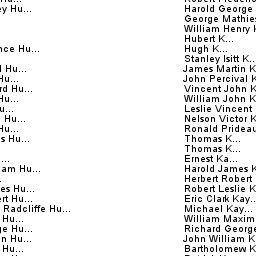 Hu...
nce Hu...
Hu...
Hu...
rd Hu...
Hu...
Hu...
Hu...
s Hu...
am Hu...
es Hu...
rt Hu...
Radcliffe Hu...
Hu...
ge Hu...
n Hu...
Hu...
Harold George
George Mathies
William Henry
Hubert K...
Hugh K...
Stanley Isitt K...
James Martin K
John Percival K
Vincent John K
William John K
Leslie Vincent
Nelson Victor K
Ronald Prideau
Thomas K...
Thomas K...
Ernest Ka...
Harold James K
Herbert Robert
Robert Leslie K
Eric Clark Kay...
Michael Kay...
William Maxim
Richard George
John William K
Bartholomew K